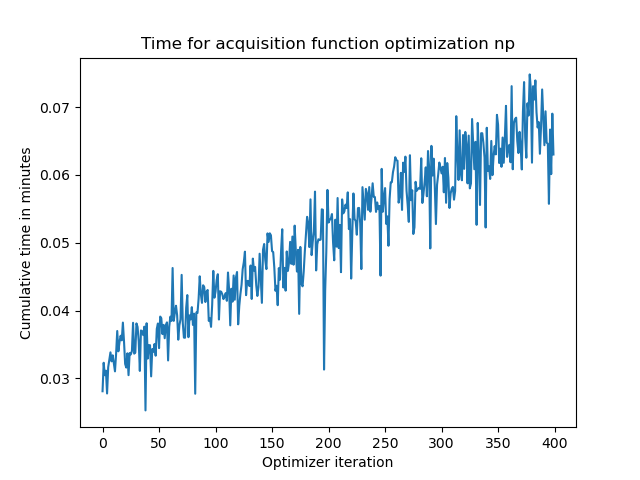 Time for acquisition function optimization np
Cumulative time in minutes
0.07
0.06
0.05
0.04
0.03
0 50 100 150 200 250 300 350 400
Optimizer iteration